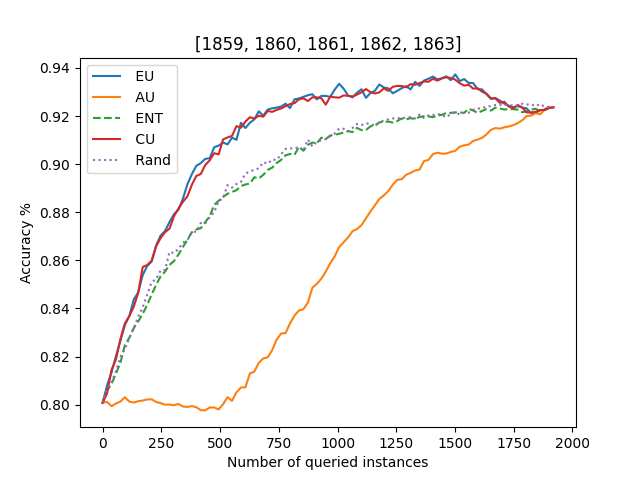 [1859, 1860, 1861, 1862, 1863]
EU
AU
ENT
CU
Rand
Accuracy %
0.94
0.92
0.90
0.88
0.86
0.84
0.82
0.80
0 250 500 750 1000 1250 1500 1750 2000
Number of queried instances